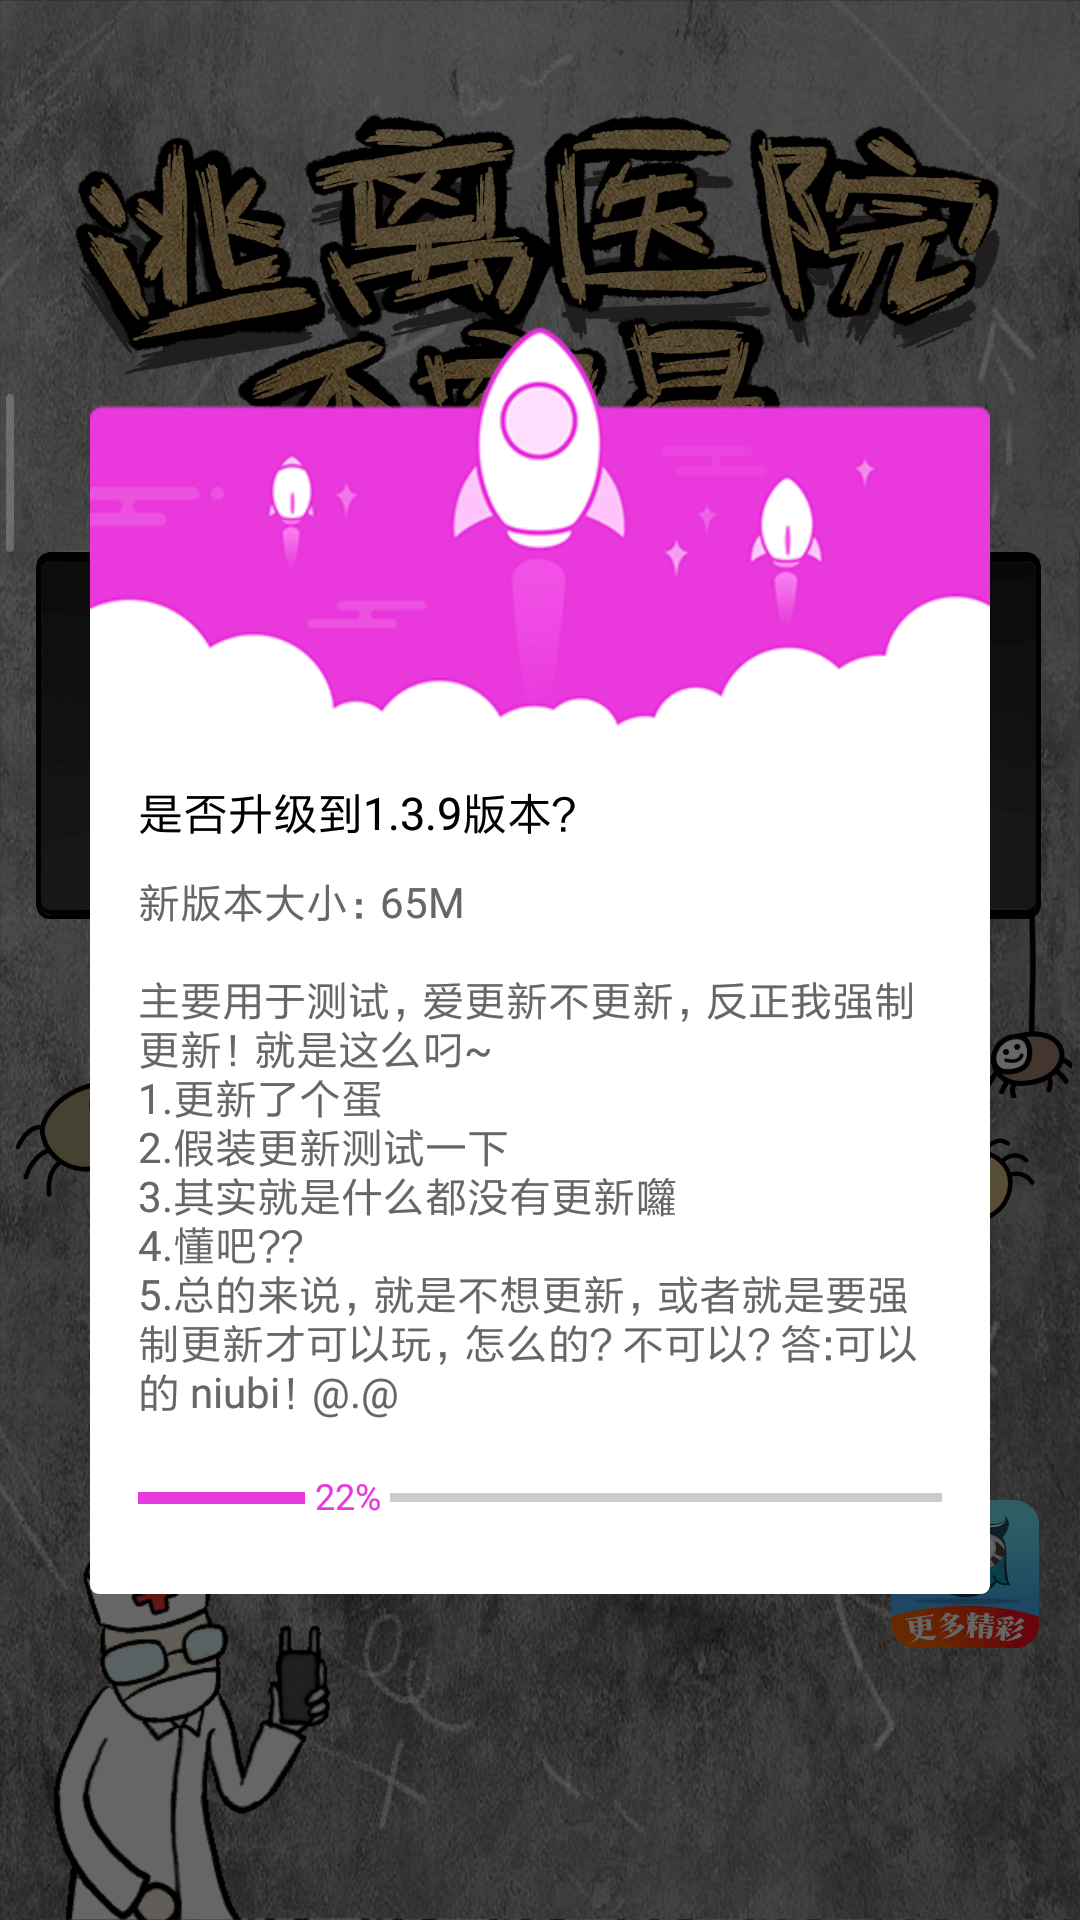 逃离医院
是否升级到1.3.9版本？
新版本大小：65M
主要用于测试，爱更新不更新，反正我强制
更新！就是这么叼~
1.更新了个蛋
2.假装更新测试一下
3.其实就是什么都没有更新囖
4.懂吧??
5.总的来说，就是不想更新，或者就是要强
制更新才可以玩，怎么的？不可以？答:可以
的 niubi！@.@
22%
更多精彩